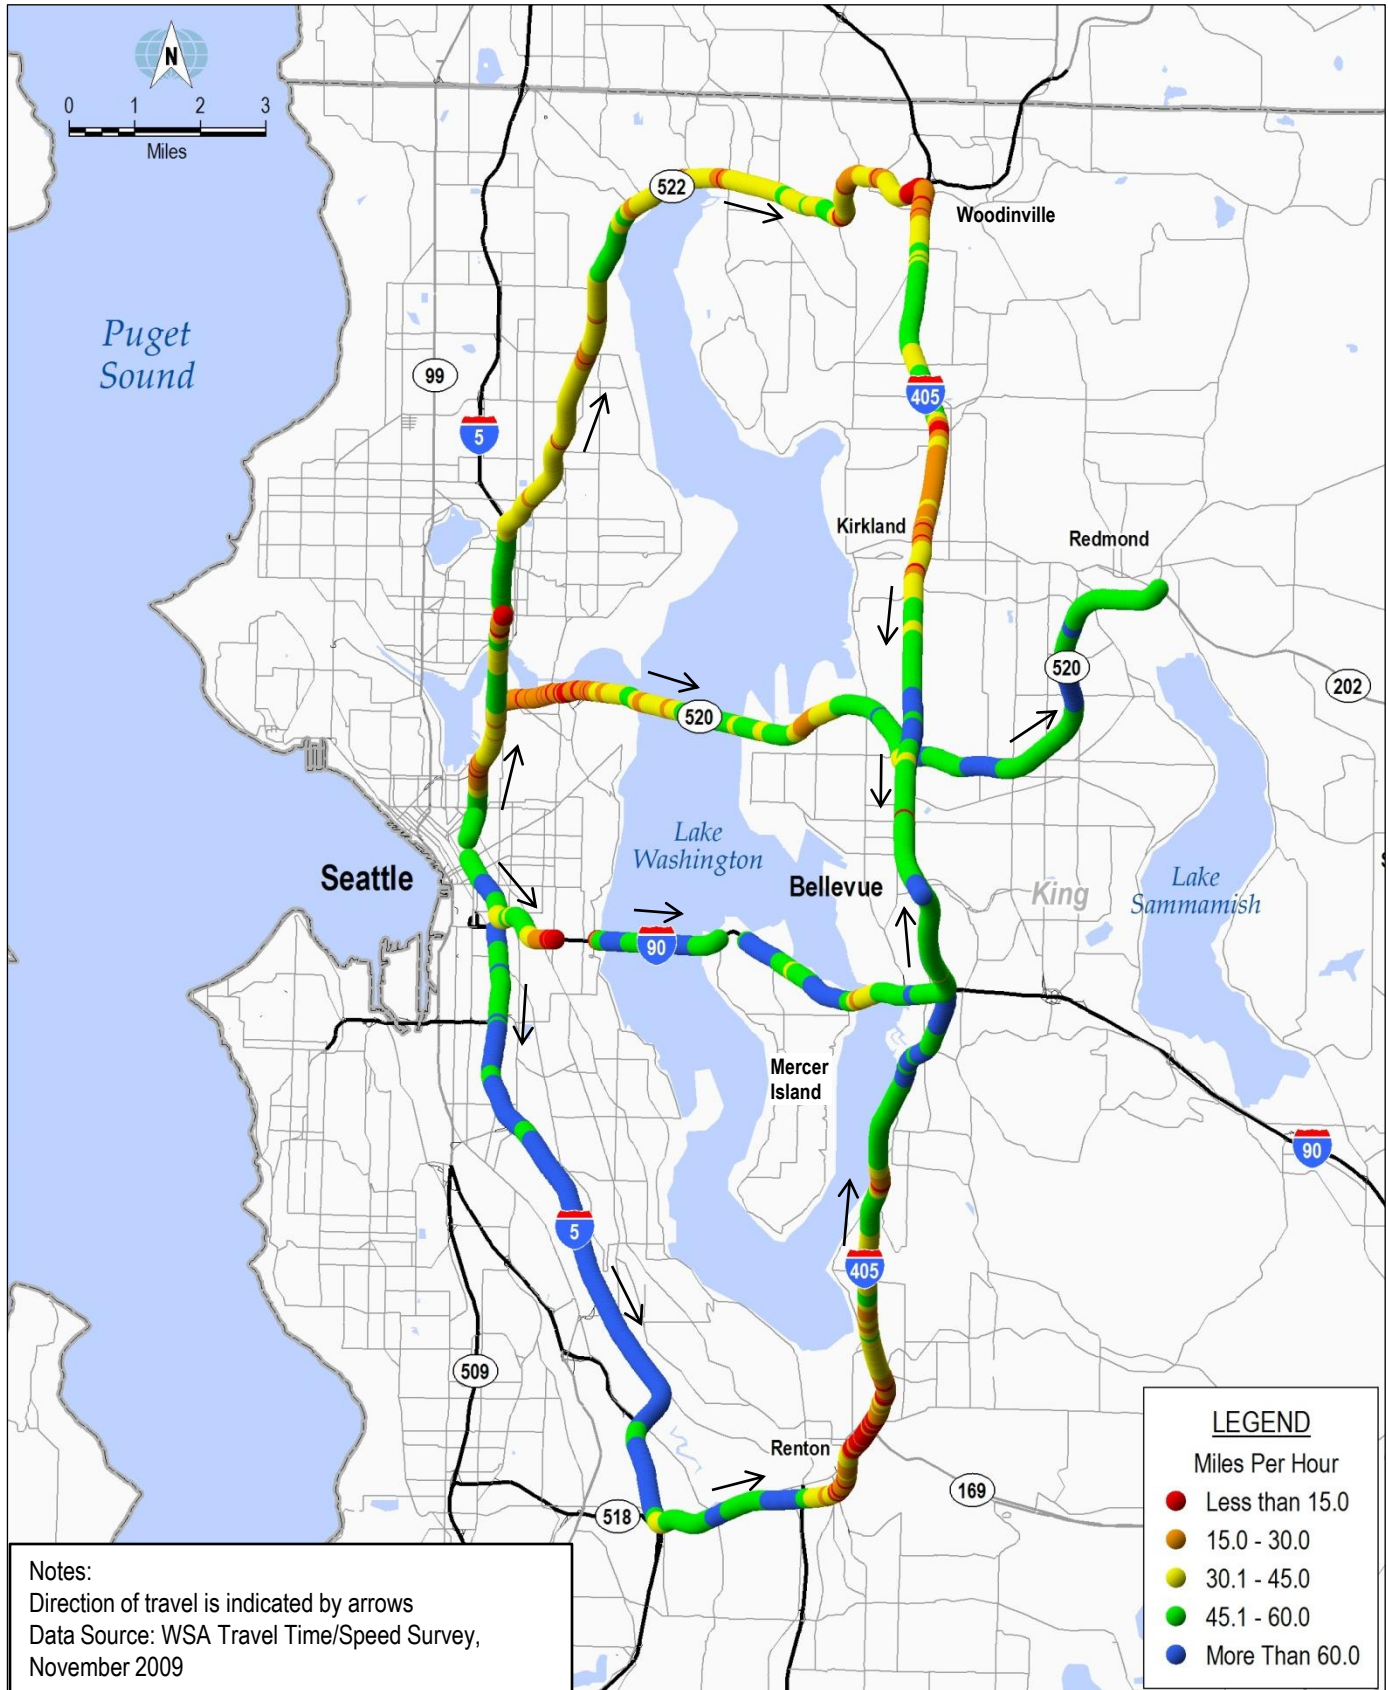 N
0 1 2 3
Miles
522
Woodinville
Puget
Sound
99
405
5
Kirkland
Redmond
520
202
520
Lake
Washington
Seattle
Bellevue
King
Lake
Sammamish
90
Mercer
Island
90
5
405
509
Renton
169
518
LEGEND
Miles Per Hour
Less than 15.0
15.0 - 30.0
30.1 - 45.0
45.1 - 60.0
More Than 60.0
Notes:
Direction of travel is indicated by arrows
Data Source: WSA Travel Time/Speed Survey,
November 2009